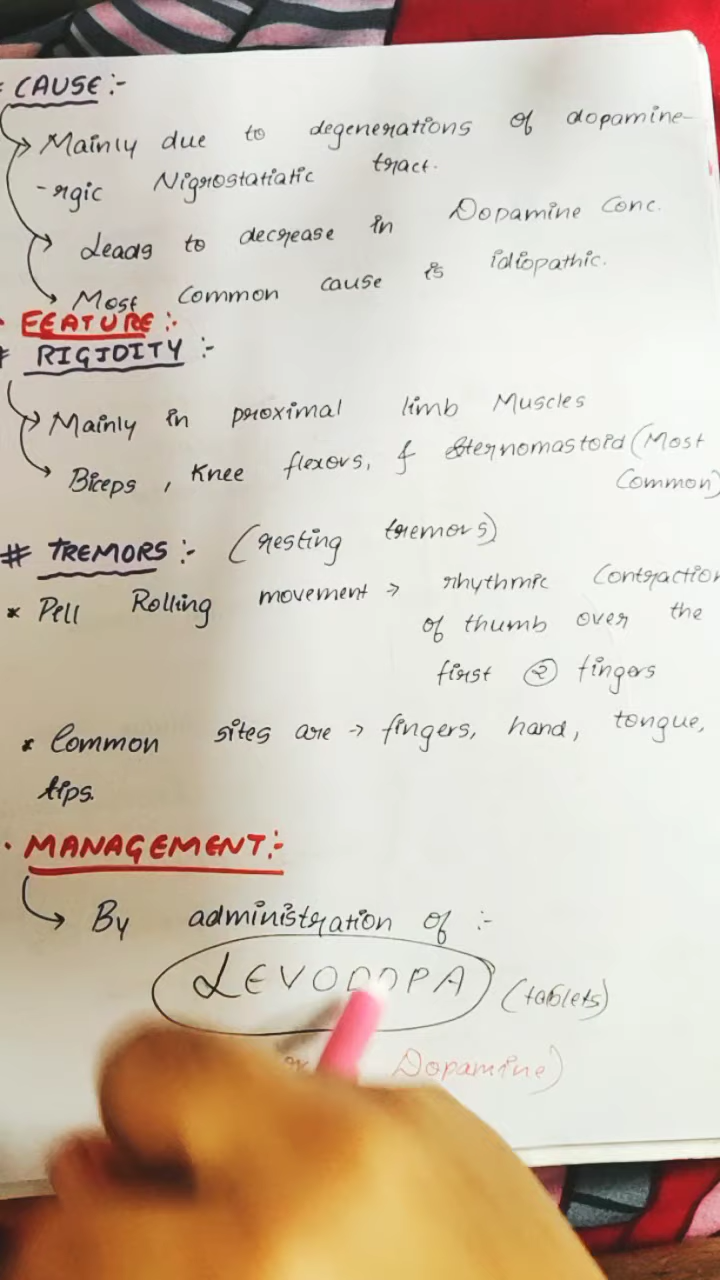 CAUSE :-
Mainly due to degenerations of dopamine-
-rgic Nigrostatiatic tract.
Leads to decrease in Dopamine Conc.
Most Common cause is idiopathic.
FEATURE :-
# RIGIDITY :-
Mainly in proximal limb Muscles
Biceps, Knee flexors, & Sternomastoid (Most
Common)
# TREMORS :- (resting tremors)
* Pill Rolling movement → rhythmic Contraction
of thumb over the
first ② fingers
* Common sites are → fingers, hand, tongue,
lips.
MANAGEMENT :-
By administration of :-
LEVODOPA (tablets)
Dopamine)